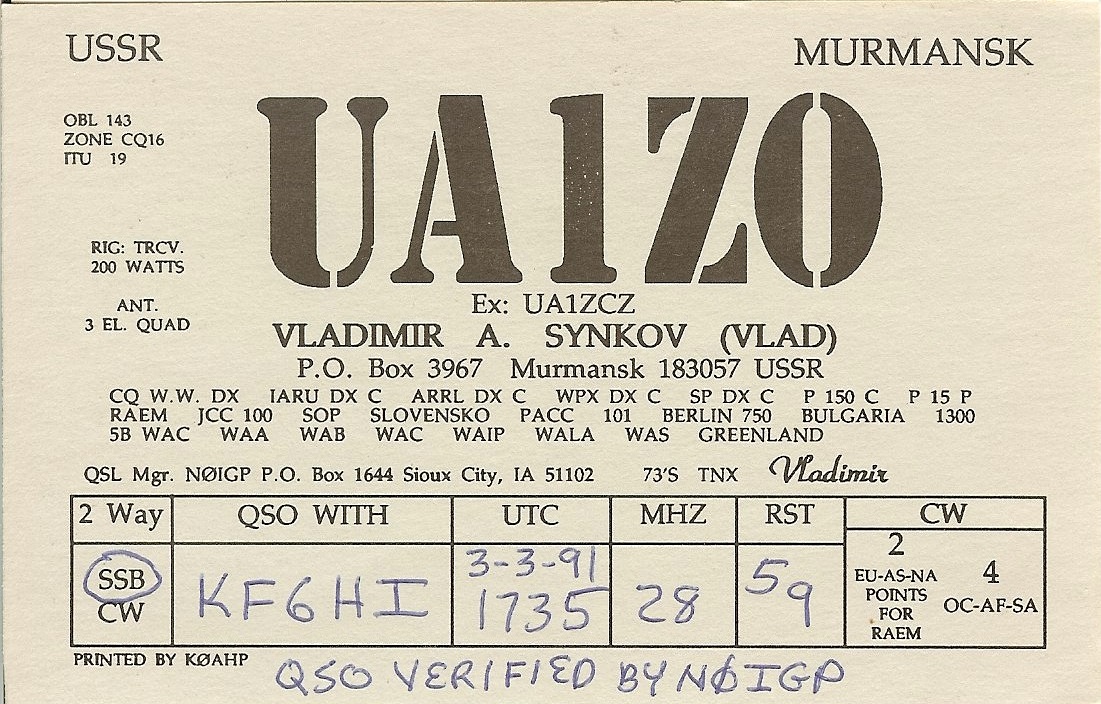 USSR
MURMANSK
OBL 143
ZONE CQ16
ITU 19
UA1ZO
RIG: TRCV.
200 WATTS
ANT.
3 EL. QUAD
Ex: UA1ZCZ
VLADIMIR A. SYNKOV (VLAD)
P.O. Box 3967 Murmansk 183057 USSR
CQ W.W. DX IARU DX C ARRL DX C WPX DX C SP DX C P 150 C P 15 P
RAEM JCC 100 SOP SLOVENSKO PACC 101 BERLIN 750 BULGARIA 1300
5B WAC WAA WAB WAC WAIP WALA WAS GREENLAND
QSL Mgr. NØIGP P.O. Box 1644 Sioux City, IA 51102 73'S TNX Vladimir
2 Way QSO WITH UTC MHZ RST CW
SSB
CW
KF6HI
3-3-91
1735
28
59
2
EU-AS-NA
POINTS
FOR
RAEM
4
OC-AF-SA
PRINTED BY KØAHP
QSO VERIFIED BY NØIGP